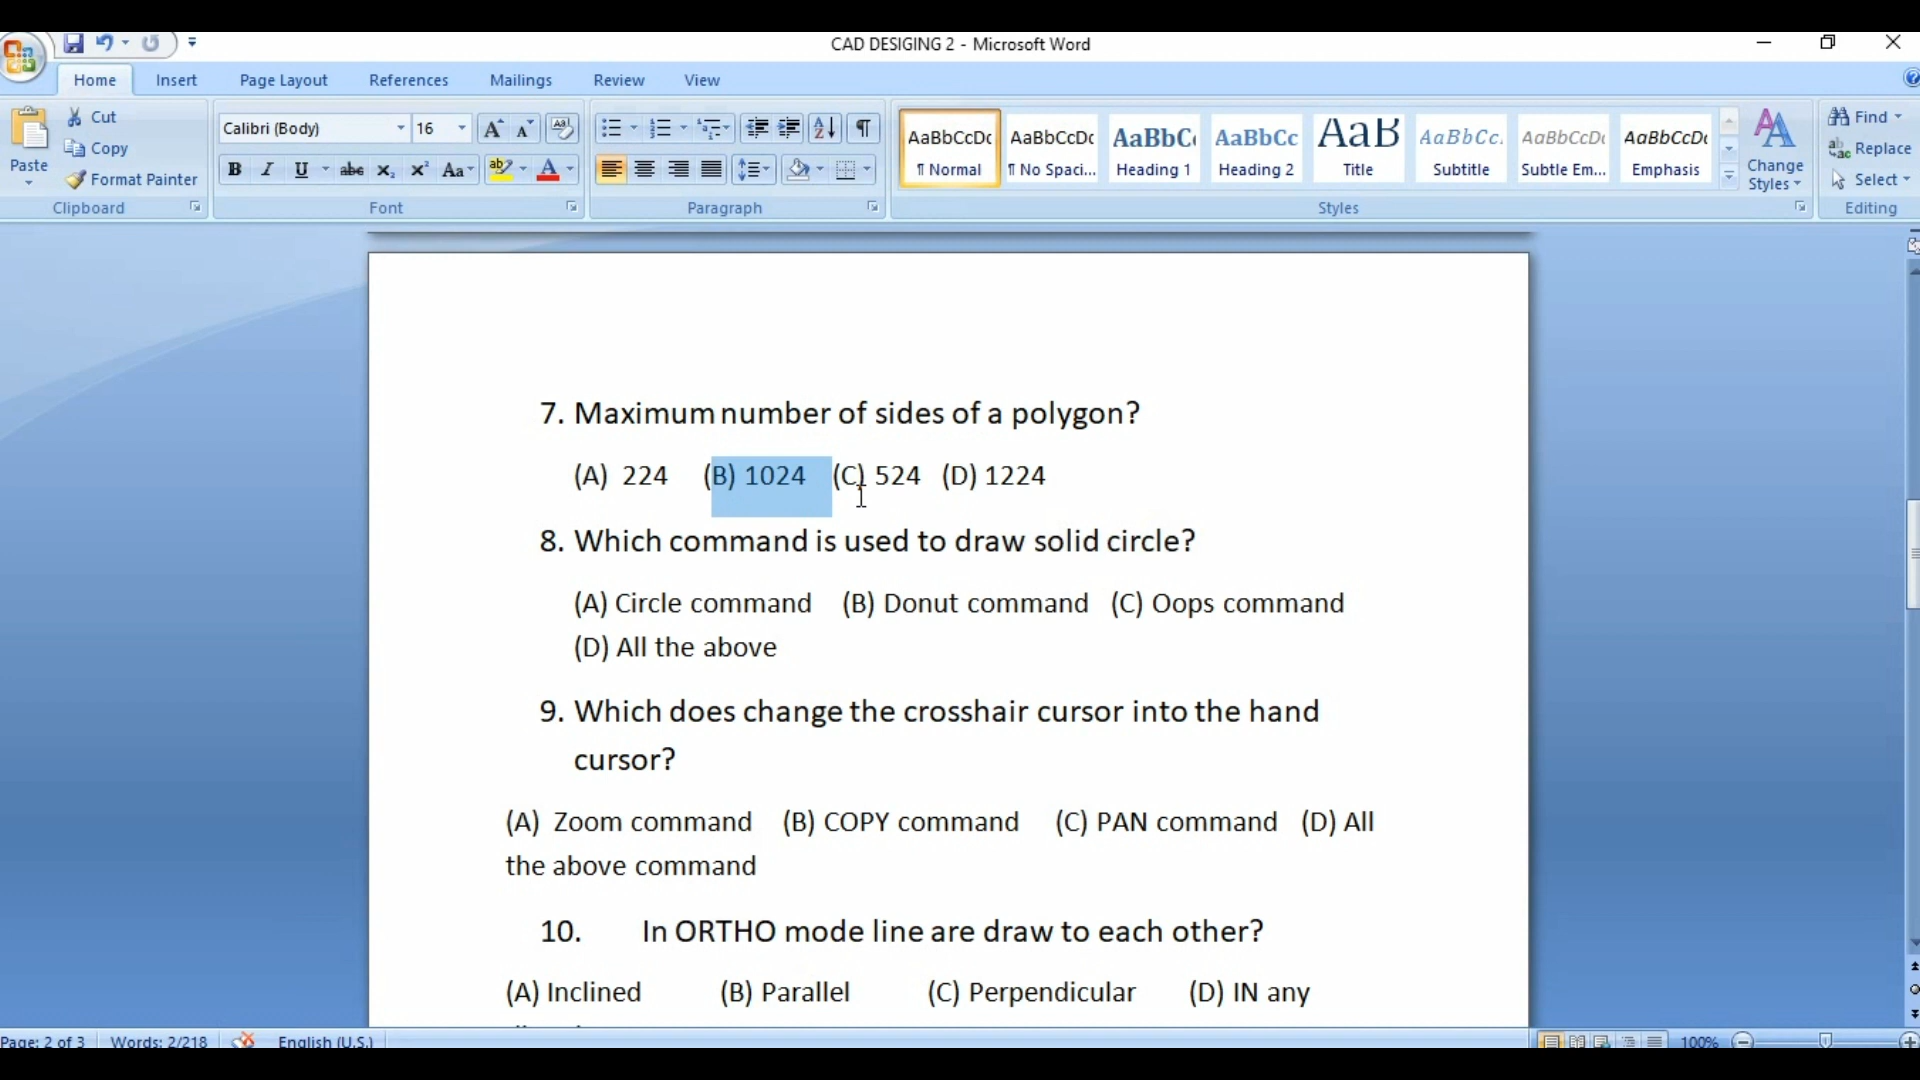 CAD DESIGING 2 - Microsoft Word
Home Insert Page Layout References Mailings Review View
Paste
Cut
Copy
Format Painter
Clipboard
Calibri (Body) 16
Font
Paragraph
AaBbCcDc AaBbCcDc AaBbC AaBbCc AaB AaBbCc. AaBbCcDc AaBbCcDc
¶ Normal ¶ No Spaci... Heading 1 Heading 2 Title Subtitle Subtle Em... Emphasis
Change
Styles
Styles
Find
Replace
Select
Editing
7. Maximum number of sides of a polygon?
(A) 224 (B) 1024 (C) 524 (D) 1224
8. Which command is used to draw solid circle?
(A) Circle command (B) Donut command (C) Oops command
(D) All the above
9. Which does change the crosshair cursor into the hand
cursor?
(A) Zoom command (B) COPY command (C) PAN command (D) All
the above command
10. In ORTHO mode line are draw to each other?
(A) Inclined (B) Parallel (C) Perpendicular (D) IN any
Page: 2 of 3 Words: 2/218 English (U.S.) 100%